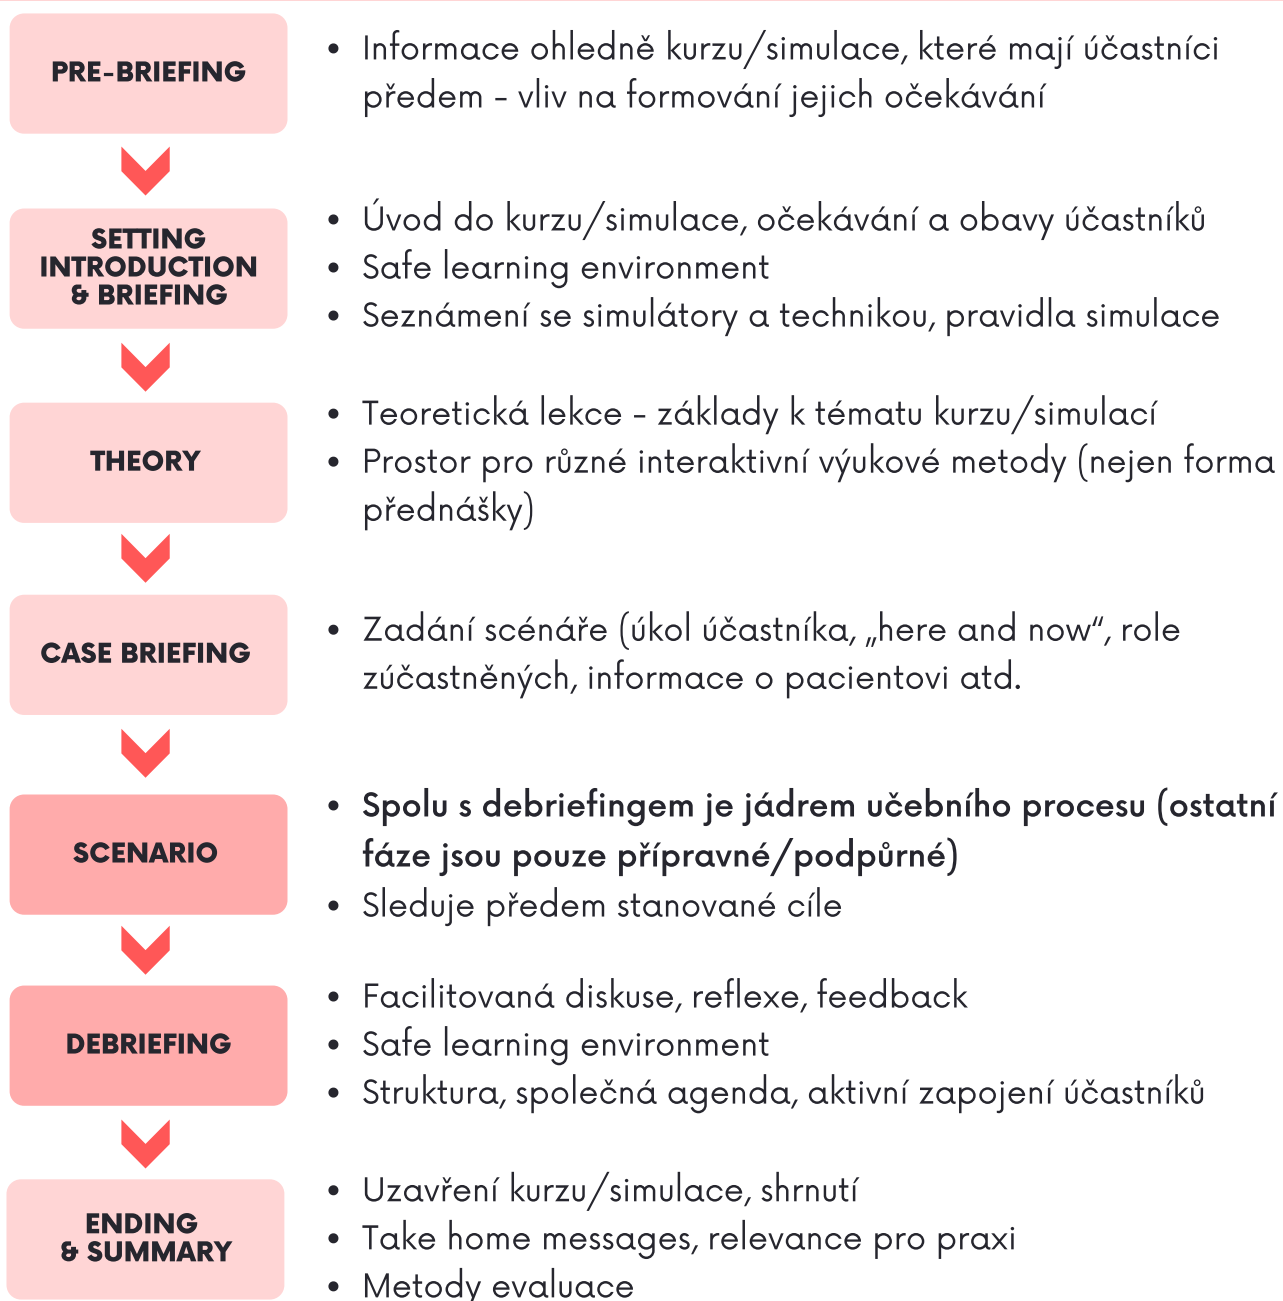 PRE-BRIEFING
• Informace ohledně kurzu/simulace, které mají účastníci
předem - vliv na formování jejich očekávání
SETTING
INTRODUCTION
& BRIEFING
• Úvod do kurzu/simulace, očekávání a obavy účastníků
• Safe learning environment
• Seznámení se simulátory a technikou, pravidla simulace
THEORY
• Teoretická lekce - základy k tématu kurzu/simulací
• Prostor pro různé interaktivní výukové metody (nejen forma
přednášky)
CASE BRIEFING
• Zadání scénáře (úkol účastníka, „here and now“, role
zúčastněných, informace o pacientovi atd.
SCENARIO
• Spolu s debriefingem je jádrem učebního procesu (ostatní
fáze jsou pouze přípravné/podpůrné)
• Sleduje předem stanované cíle
DEBRIEFING
• Facilitovaná diskuse, reflexe, feedback
• Safe learning environment
• Struktura, společná agenda, aktivní zapojení účastníků
ENDING
& SUMMARY
• Uzavření kurzu/simulace, shrnutí
• Take home messages, relevance pro praxi
• Metody evaluace